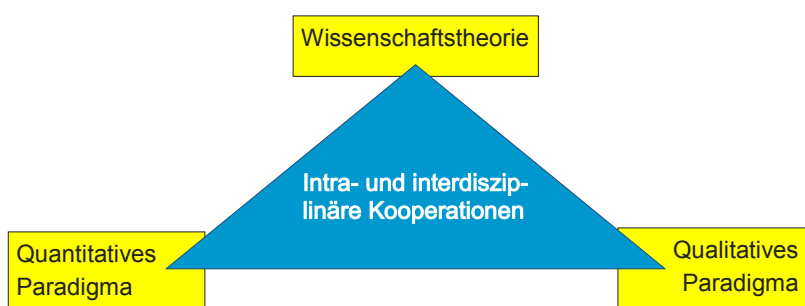 Wissenschaftstheorie
Intra- und interdiszip-
linäre Kooperationen
Quantitatives
Paradigma
Qualitatives
Paradigma